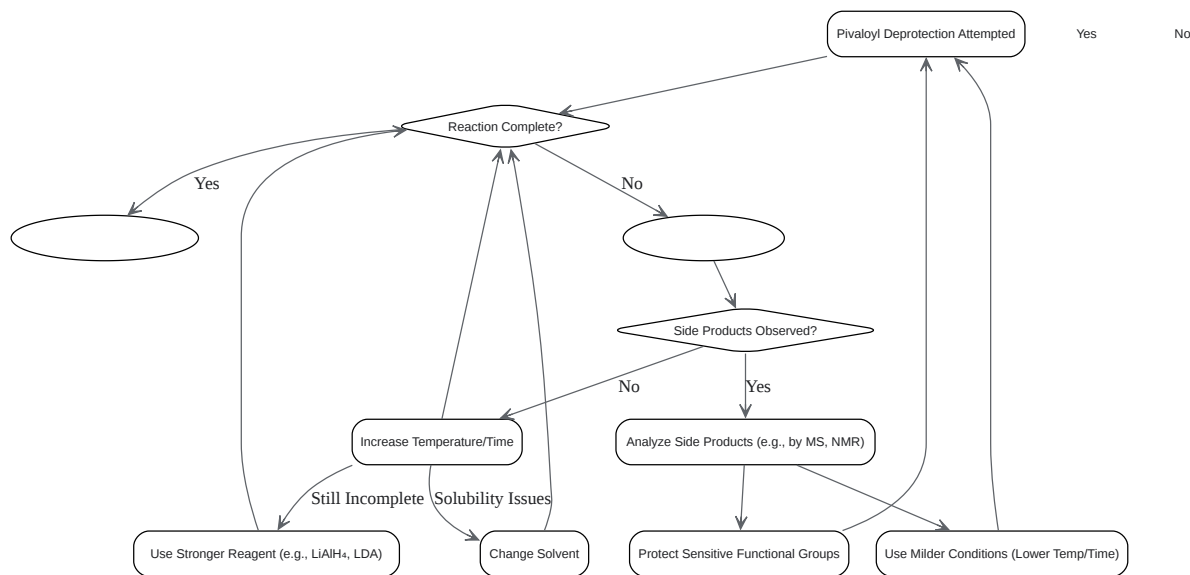 Pivaloyl Deprotection Attempted
Yes
No
Reaction Complete?
Yes
No
Side Products Observed?
No
Yes
Increase Temperature/Time
Analyze Side Products (e.g., by MS, NMR)
Still Incomplete
Solubility Issues
Use Stronger Reagent (e.g., LiAlH₄, LDA)
Change Solvent
Protect Sensitive Functional Groups
Use Milder Conditions (Lower Temp/Time)